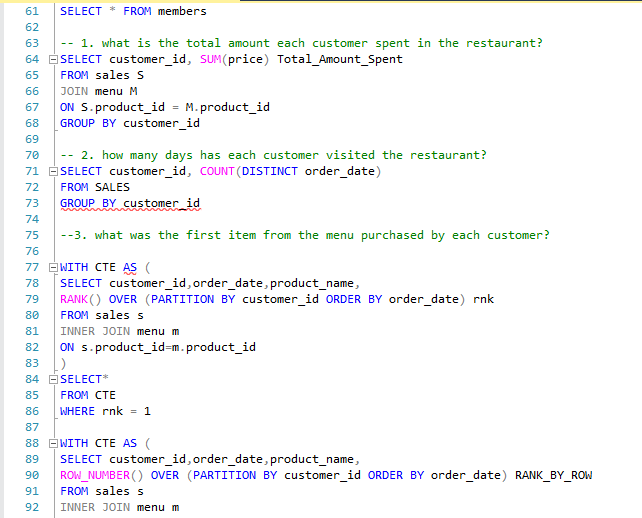 61 SELECT * FROM members
62
63 -- 1. what is the total amount each customer spent in the restaurant?
64 SELECT customer_id, SUM(price) Total_Amount_Spent
65 FROM sales S
66 JOIN menu M
67 ON S.product_id = M.product_id
68 GROUP BY customer_id
69
70 -- 2. how many days has each customer visited the restaurant?
71 SELECT customer_id, COUNT(DISTINCT order_date)
72 FROM SALES
73 GROUP BY customer_id
74
75 --3. what was the first item from the menu purchased by each customer?
76
77 WITH CTE AS (
78 SELECT customer_id,order_date,product_name,
79 RANK() OVER (PARTITION BY customer_id ORDER BY order_date) rnk
80 FROM sales s
81 INNER JOIN menu m
82 ON s.product_id=m.product_id
83 )
84 SELECT*
85 FROM CTE
86 WHERE rnk = 1
87
88 WITH CTE AS (
89 SELECT customer_id,order_date,product_name,
90 ROW_NUMBER() OVER (PARTITION BY customer_id ORDER BY order_date) RANK_BY_ROW
91 FROM sales s
92 INNER JOIN menu m